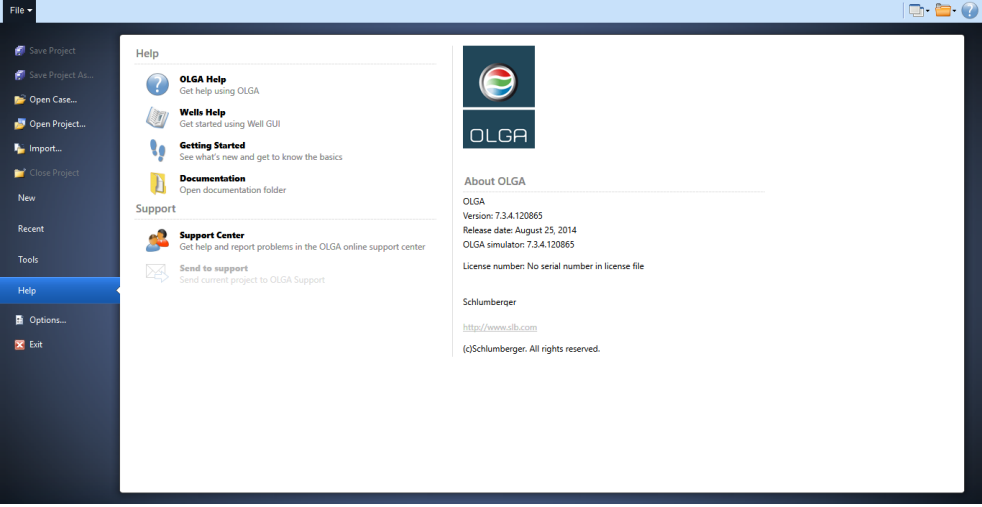 File
Save Project
Save Project As...
Open Case...
Open Project...
Import...
Close Project
New
Recent
Tools
Help
Options...
Exit
Help
OLGA Help
Get help using OLGA
Wells Help
Get started using Well GUI
Getting Started
See what's new and get to know the basics
Documentation
Open documentation folder
Support
Support Center
Get help and report problems in the OLGA online support center
Send to support
Send current project to OLGA Support
OLGA
About OLGA
OLGA
Version: 7.3.4.120865
Release date: August 25, 2014
OLGA simulator: 7.3.4.120865
License number: No serial number in license file
Schlumberger
http://www.slb.com
(c)Schlumberger. All rights reserved.